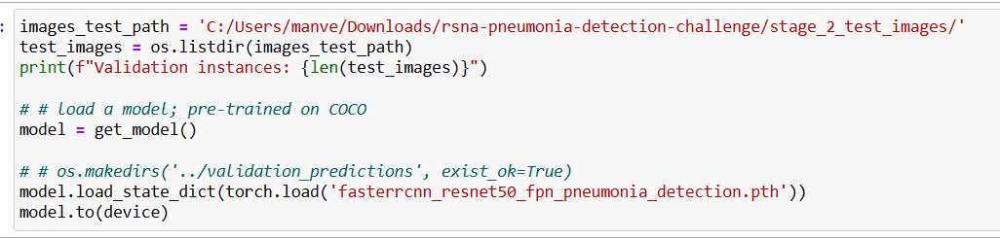 :
images_test_path = 'C:/Users/manve/Downloads/rsna-pneumonia-detection-challenge/stage_2_test_images/'
test_images = os.listdir(images_test_path)
print(f"Validation instances: {len(test_images)}")

# # load a model; pre-trained on COCO
model = get_model()

# # os.makedirs('../validation_predictions', exist_ok=True)
model.load_state_dict(torch.load('fasterrcnn_resnet50_fpn_pneumonia_detection.pth'))
model.to(device)